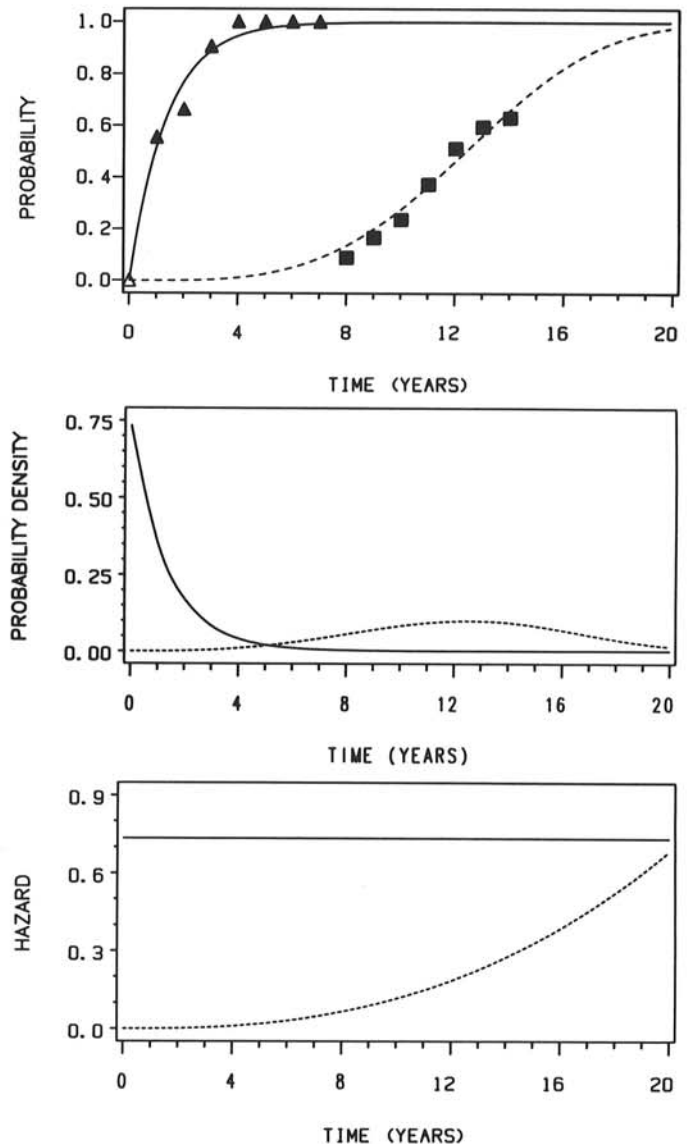 PROBABILITY
1.0
0.8
0.6
0.4
0.2
0.0
0 4 8 12 16 20
TIME (YEARS)
PROBABILITY DENSITY
0.75
0.50
0.25
0.00
0 4 8 12 16 20
TIME (YEARS)
HAZARD
0.9
0.6
0.3
0.0
0 4 8 12 16 20
TIME (YEARS)